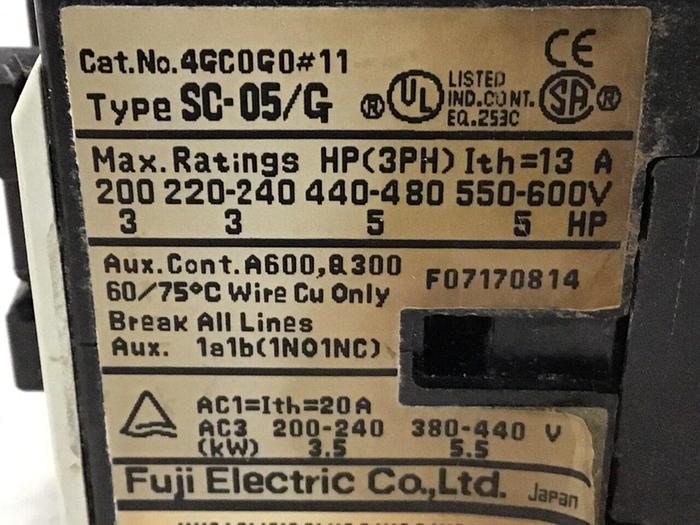 CE
Cat.No.4GC0G0#11
Type SC-05/G ® UL LISTED IND.CONT. EQ.253C SA ®
Max.Ratings HP(3PH) Ith=13 A
200 220-240 440-480 550-600V
3 3 5 5 HP
Aux.Cont.A600,Q300
60/75°C Wire Cu Only
F07170814
Break All Lines
Aux. 1a1b(1NO1NC)
AC1=Ith=20A
AC3 200-240 380-440 V
(kW) 3.5 5.5
Fuji Electric Co.,Ltd. Japan